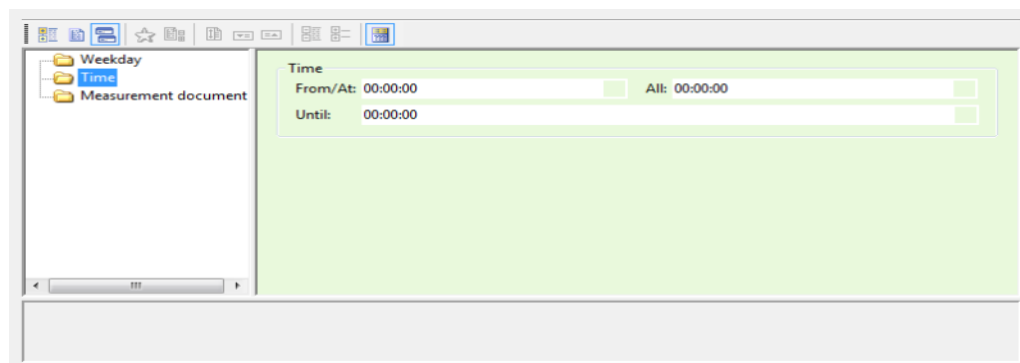 Weekday
Time
Measurement document
Time
From/At: 00:00:00 All: 00:00:00
Until: 00:00:00